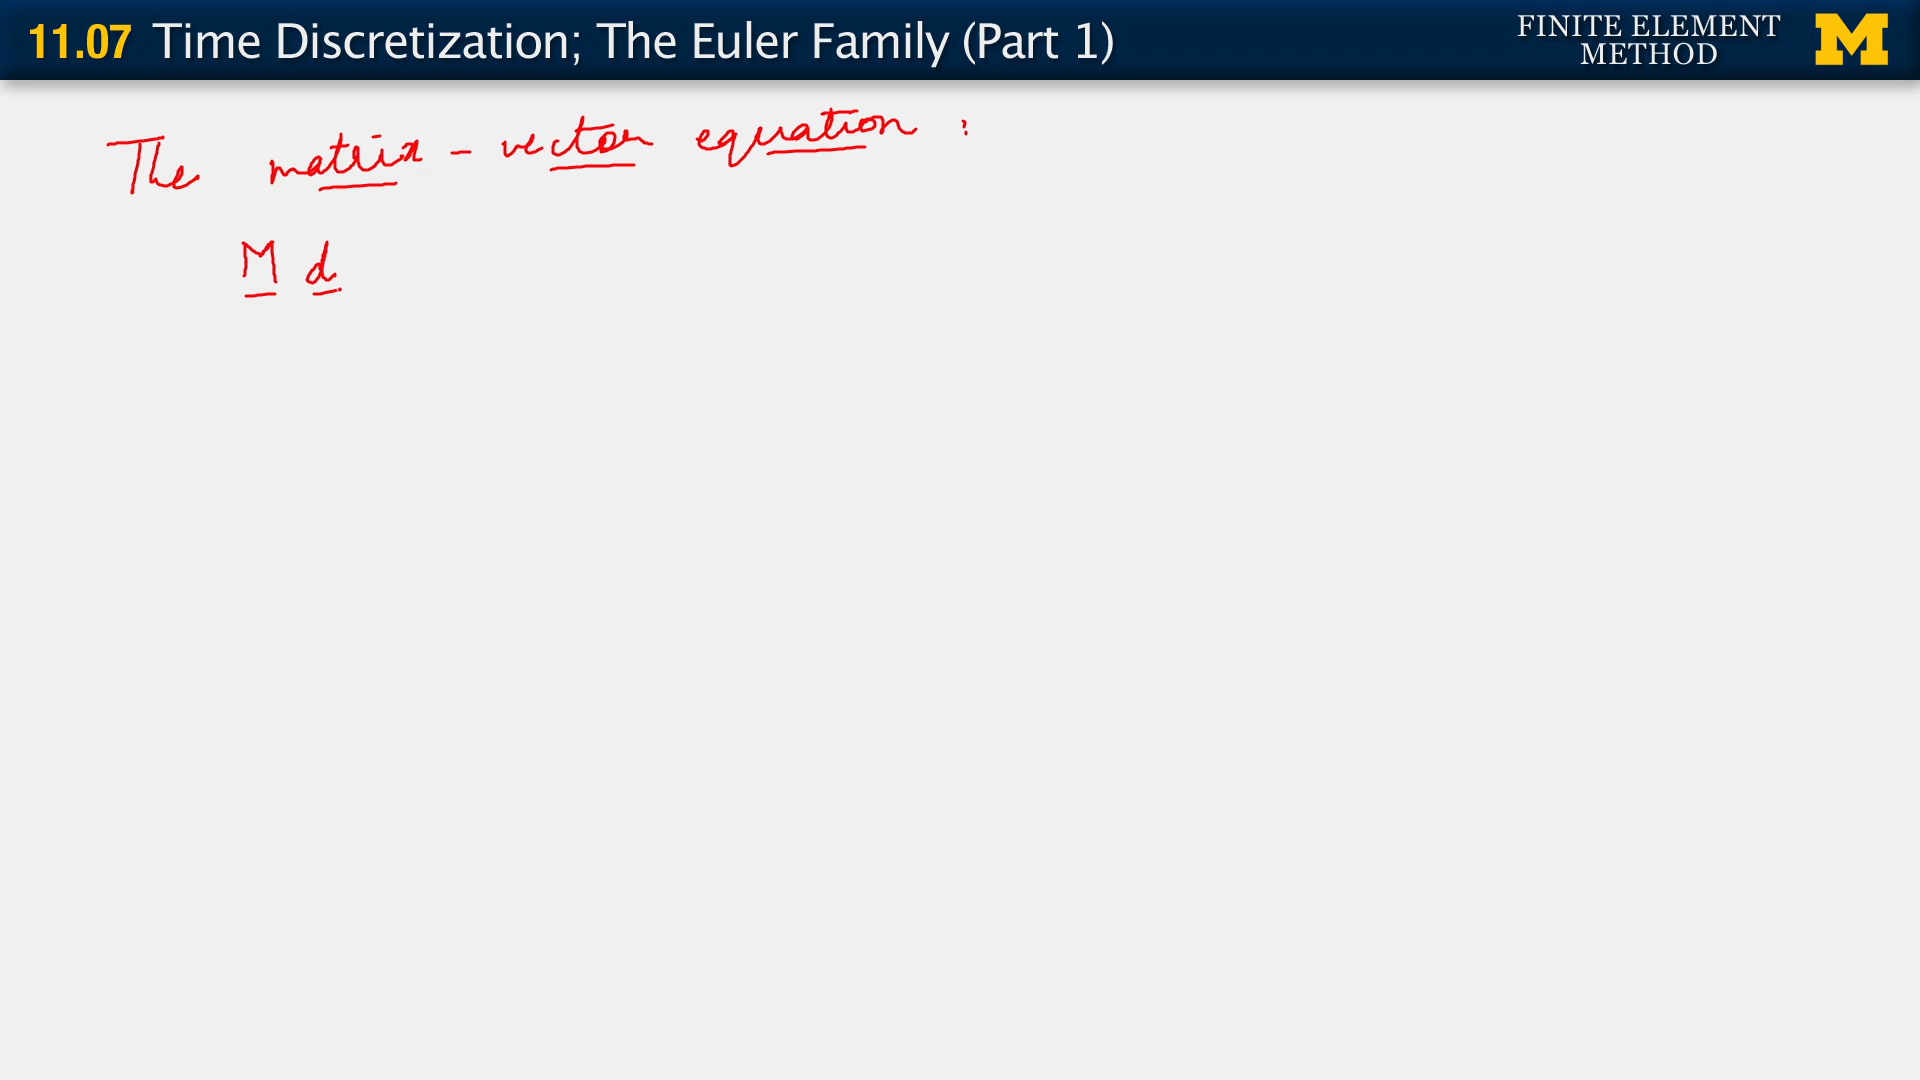 11.07 Time Discretization; The Euler Family (Part 1)
FINITE ELEMENT
METHOD
M
The matrix - vector equation :
M d